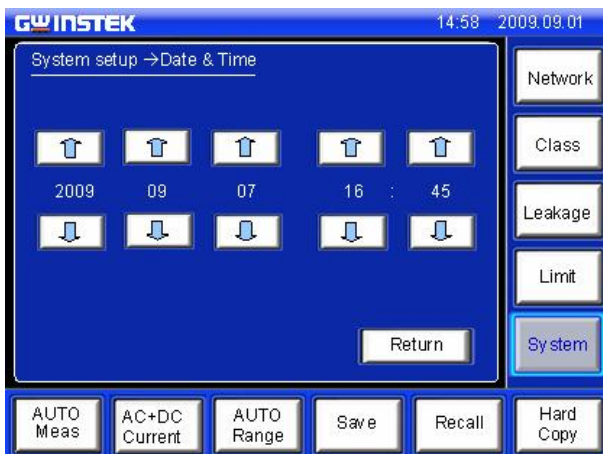 GWINSTEK 14:58 2009.09.01
System setup →Date & Time
2009 09 07 16 : 45
Return
Network
Class
Leakage
Limit
System
AUTO Meas
AC+DC Current
AUTO Range
Save
Recall
Hard Copy